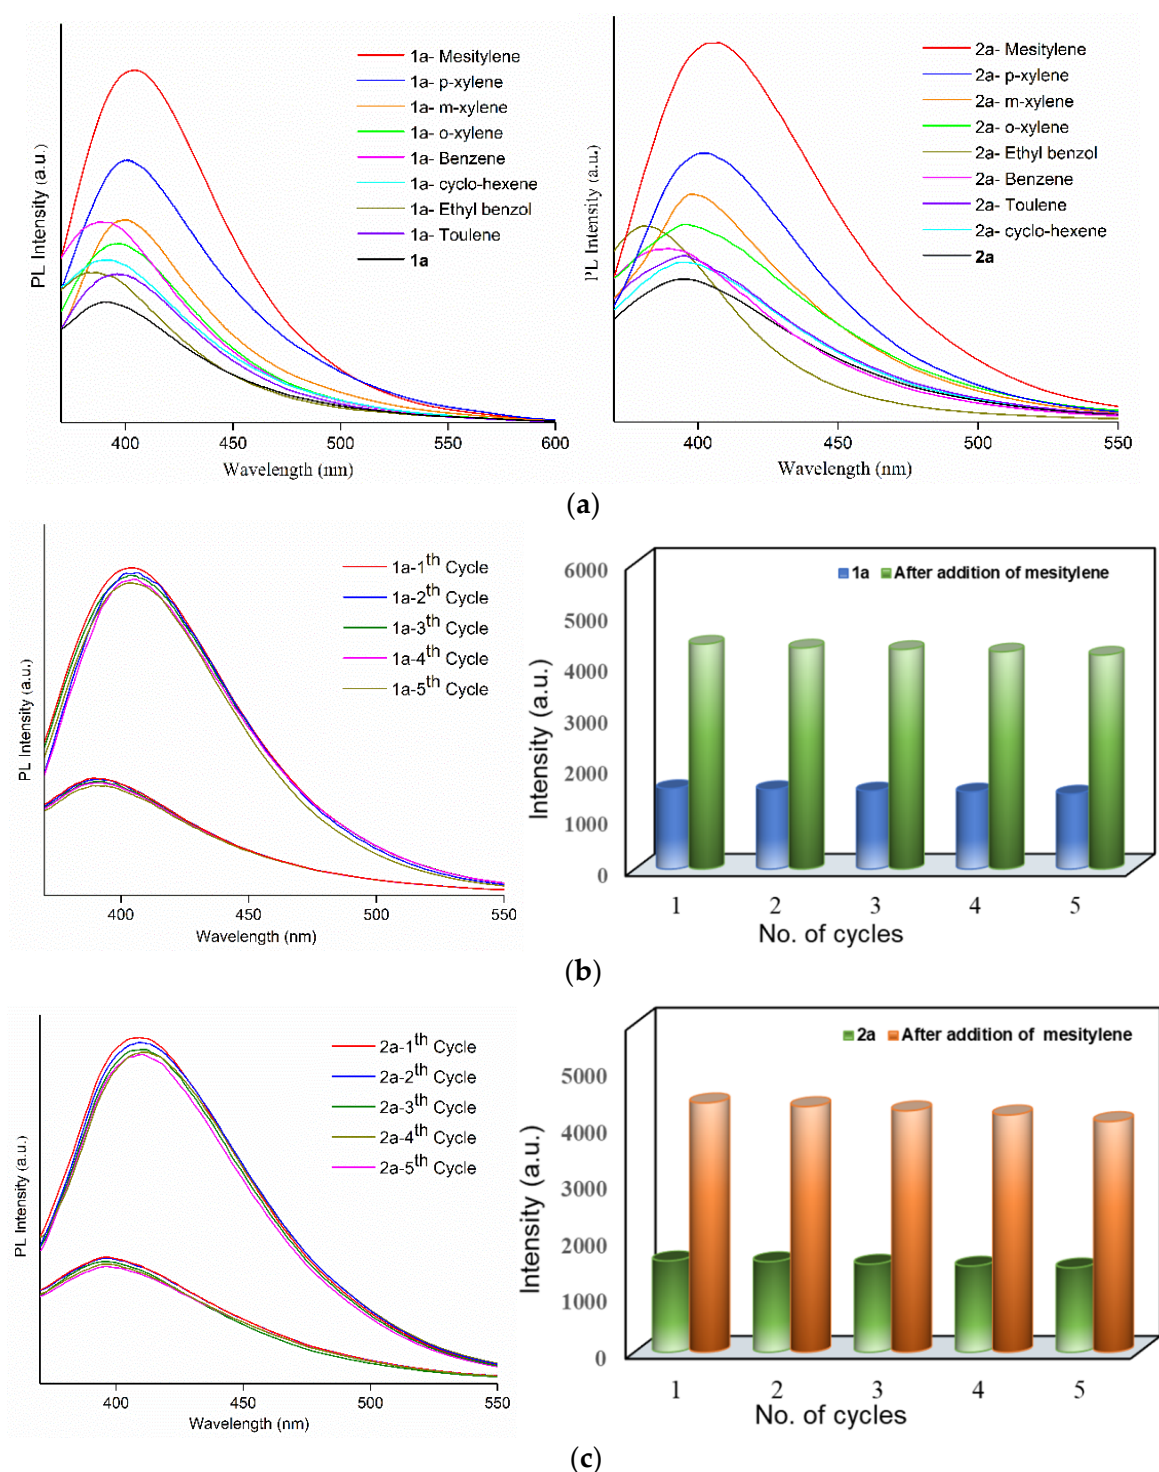 PL Intensity (a.u.)
1a- Mesitylene
1a- p-xylene
1a- m-xylene
1a- o-xylene
1a- Benzene
1a- cyclo-hexene
1a- Ethyl benzol
1a- Toulene
1a
400 450 500 550 600
Wavelength (nm)
PL Intensity (a.u.)
2a- Mesitylene
2a- p-xylene
2a- m-xylene
2a- o-xylene
2a- Ethyl benzol
2a- Benzene
2a- Toulene
2a- cyclo-hexene
2a
400 450 500 550
Wavelength (nm)
(a)
PL Intensity (a.u.)
1a-1th Cycle
1a-2th Cycle
1a-3th Cycle
1a-4th Cycle
1a-5th Cycle
400 450 500 550
Wavelength (nm)
Intensity (a.u.)
1a After addition of mesitylene
6000
5000
4000
3000
2000
1000
0
1 2 3 4 5
No. of cycles
(b)
PL Intensity (a.u.)
2a-1th Cycle
2a-2th Cycle
2a-3th Cycle
2a-4th Cycle
2a-5th Cycle
400 450 500 550
Wavelength (nm)
Intensity (a.u.)
2a After addition of mesitylene
5000
4000
3000
2000
1000
0
1 2 3 4 5
No. of cycles
(c)